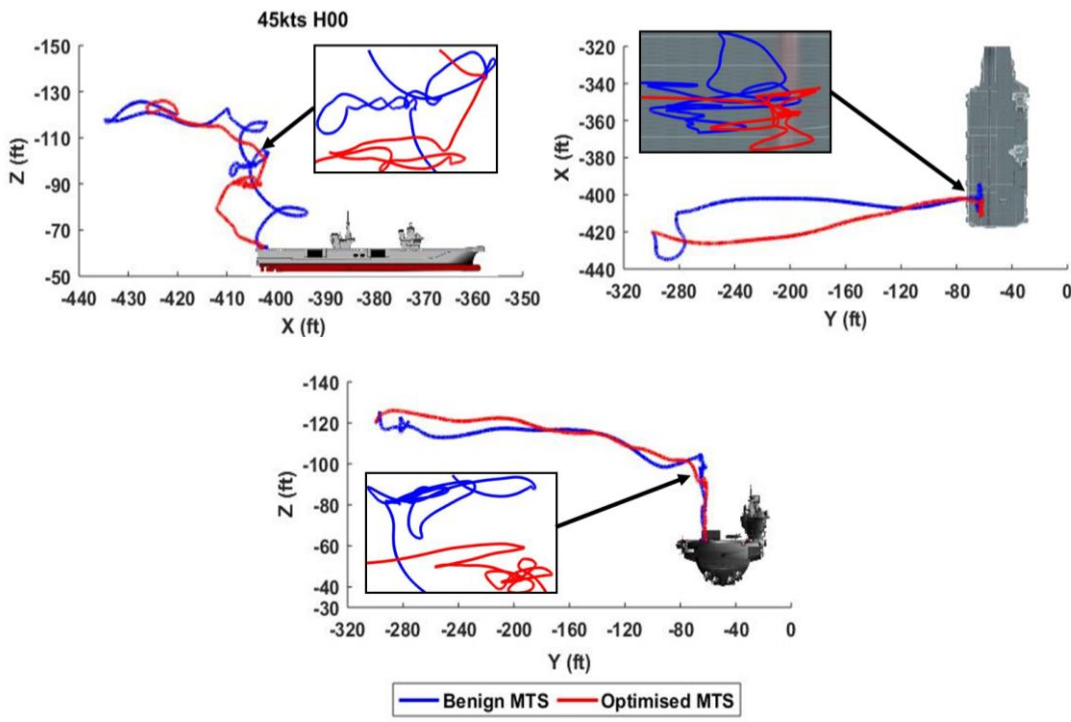 45kts H00
-150
-130
-110
-90
-70
-50
Z (ft)
-440 -430 -420 -410 -400 -390 -380 -370 -360 -350
X (ft)
-320
-340
-360
-380
-400
-420
-440
X (ft)
-320 -280 -240 -200 -160 -120 -80 -40 0
Y (ft)
-140
-120
-100
-80
-60
-40
-30
Z (ft)
-320 -280 -240 -200 -160 -120 -80 -40 0
Y (ft)
Benign MTS Optimised MTS